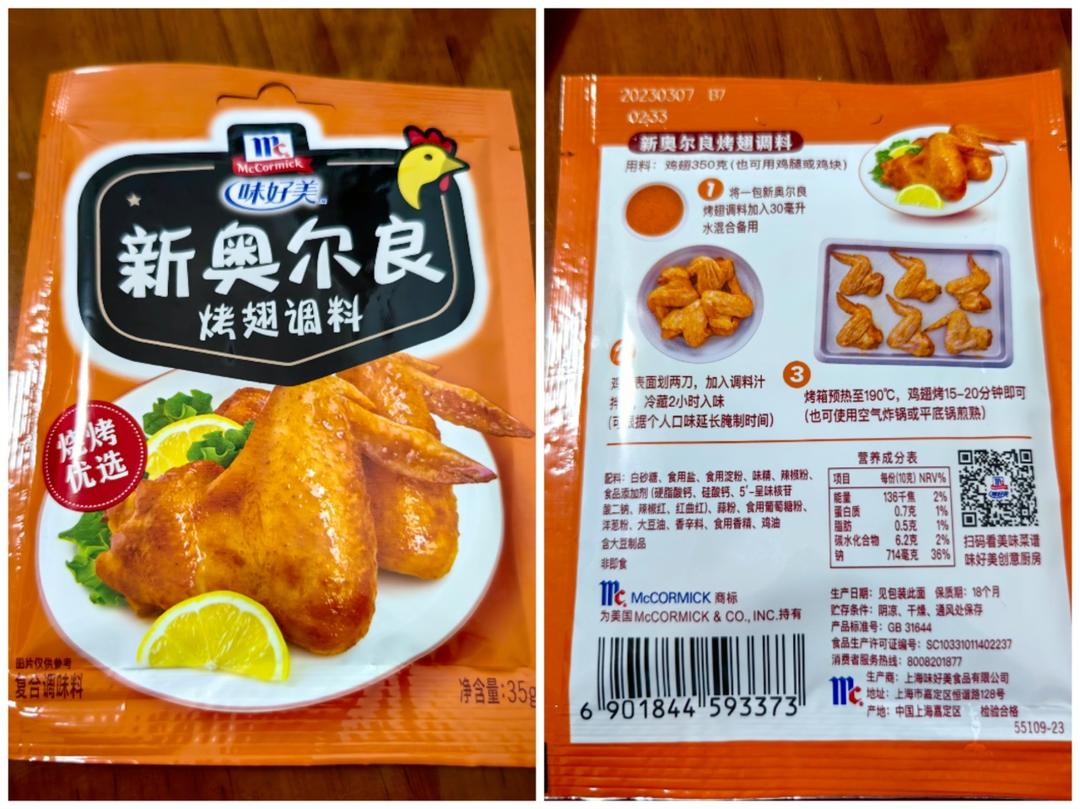 mc
McCormick
味好美
新奥尔良
烤翅调料
烧烤
优选
图片仅供参考
复合调味料
净含量:35g
20230307 B7
02:33
新奥尔良烤翅调料
用料：鸡翅350克(也可用鸡腿或鸡块)
1 将一包新奥尔良
烤翅调料加入30毫升
水混合备用
表面划两刀，加入调料汁
冷藏2小时入味
据个人口味延长腌制时间)
3
烤箱预热至190℃，鸡翅烤15-20分钟即可
(也可使用空气炸锅或平底锅煎熟)
配料：白砂糖、食用盐、食用淀粉、味精、辣椒粉、
食品添加剂(硬脂酸钙、硅酸钙、5'-呈味核苷
酸二钠、辣椒红、红曲红)、蒜粉、食用葡萄糖粉、
洋葱粉、大豆油、香辛料、食用香精、鸡油
含大豆制品
非即食
营养成分表
项目 每份(10克) NRV%
能量 136千焦 2%
蛋白质 0.7克 1%
脂肪 0.5克 1%
碳水化合物 6.2克 2%
钠 714毫克 36%
扫码看美味菜谱
味好美创意厨房
mc McCORMICK 商标
为美国McCORMICK & CO., INC.持有
6 901844 593373
生产日期：见包装此面 保质期：18个月
贮存条件：阴凉、干燥、通风处保存
产品标准号：GB 31644
食品生产许可证编号：SC10331011402237
消费者服务热线：8008201877
mc
生产商：上海味好美食品有限公司
地址：上海市嘉定区恒谐路128号
产地：中国上海嘉定区 检验合格
55109-23